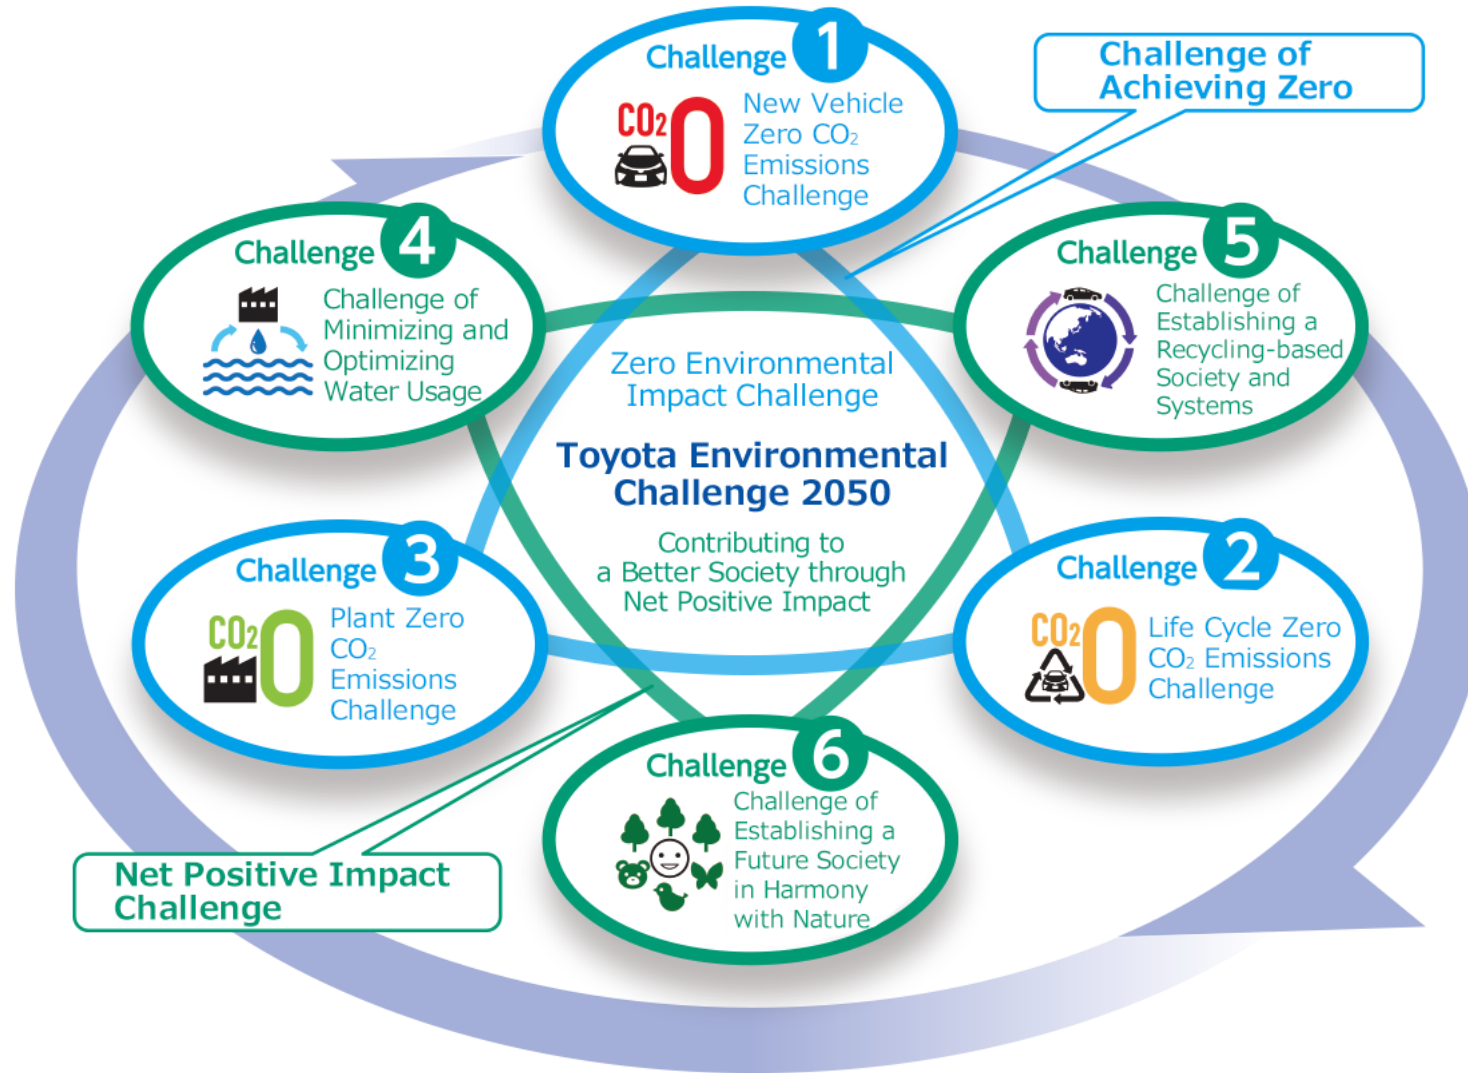 Challenge 1
CO2 0
New Vehicle
Zero CO2
Emissions
Challenge
Challenge of
Achieving Zero
Challenge 4
Challenge of
Minimizing and
Optimizing
Water Usage
Challenge 5
Challenge of
Establishing a
Recycling-based
Society and
Systems
Zero Environmental
Impact Challenge
Toyota Environmental
Challenge 2050
Contributing to
a Better Society through
Net Positive Impact
Challenge 3
CO2 0
Plant Zero
CO2
Emissions
Challenge
Challenge 2
CO2 0
Life Cycle Zero
CO2 Emissions
Challenge
Challenge 6
Challenge of
Establishing a
Future Society
in Harmony
with Nature
Net Positive Impact
Challenge